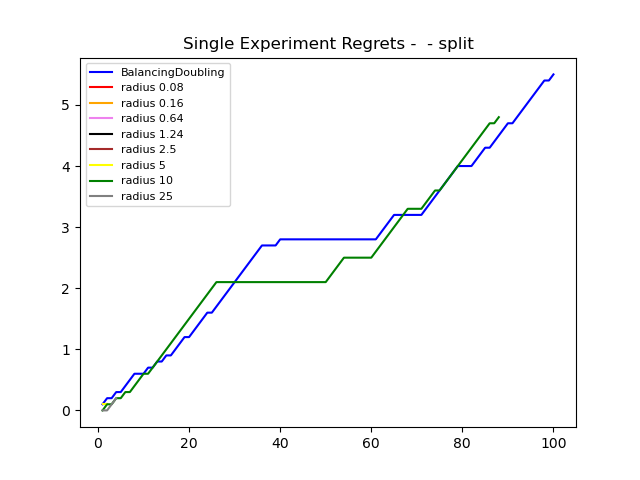 Single Experiment Regrets -  - split
BalancingDoubling
radius 0.08
radius 0.16
radius 0.64
radius 1.24
radius 2.5
radius 5
radius 10
radius 25
5
4
3
2
1
0
0 20 40 60 80 100